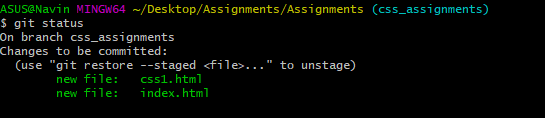 ASUS@Navin MINGW64 ~/Desktop/Assignments/Assignments (css_assignments)
$ git status
On branch css_assignments
Changes to be committed:
  (use "git restore --staged <file>..." to unstage)
        new file:   css1.html
        new file:   index.html